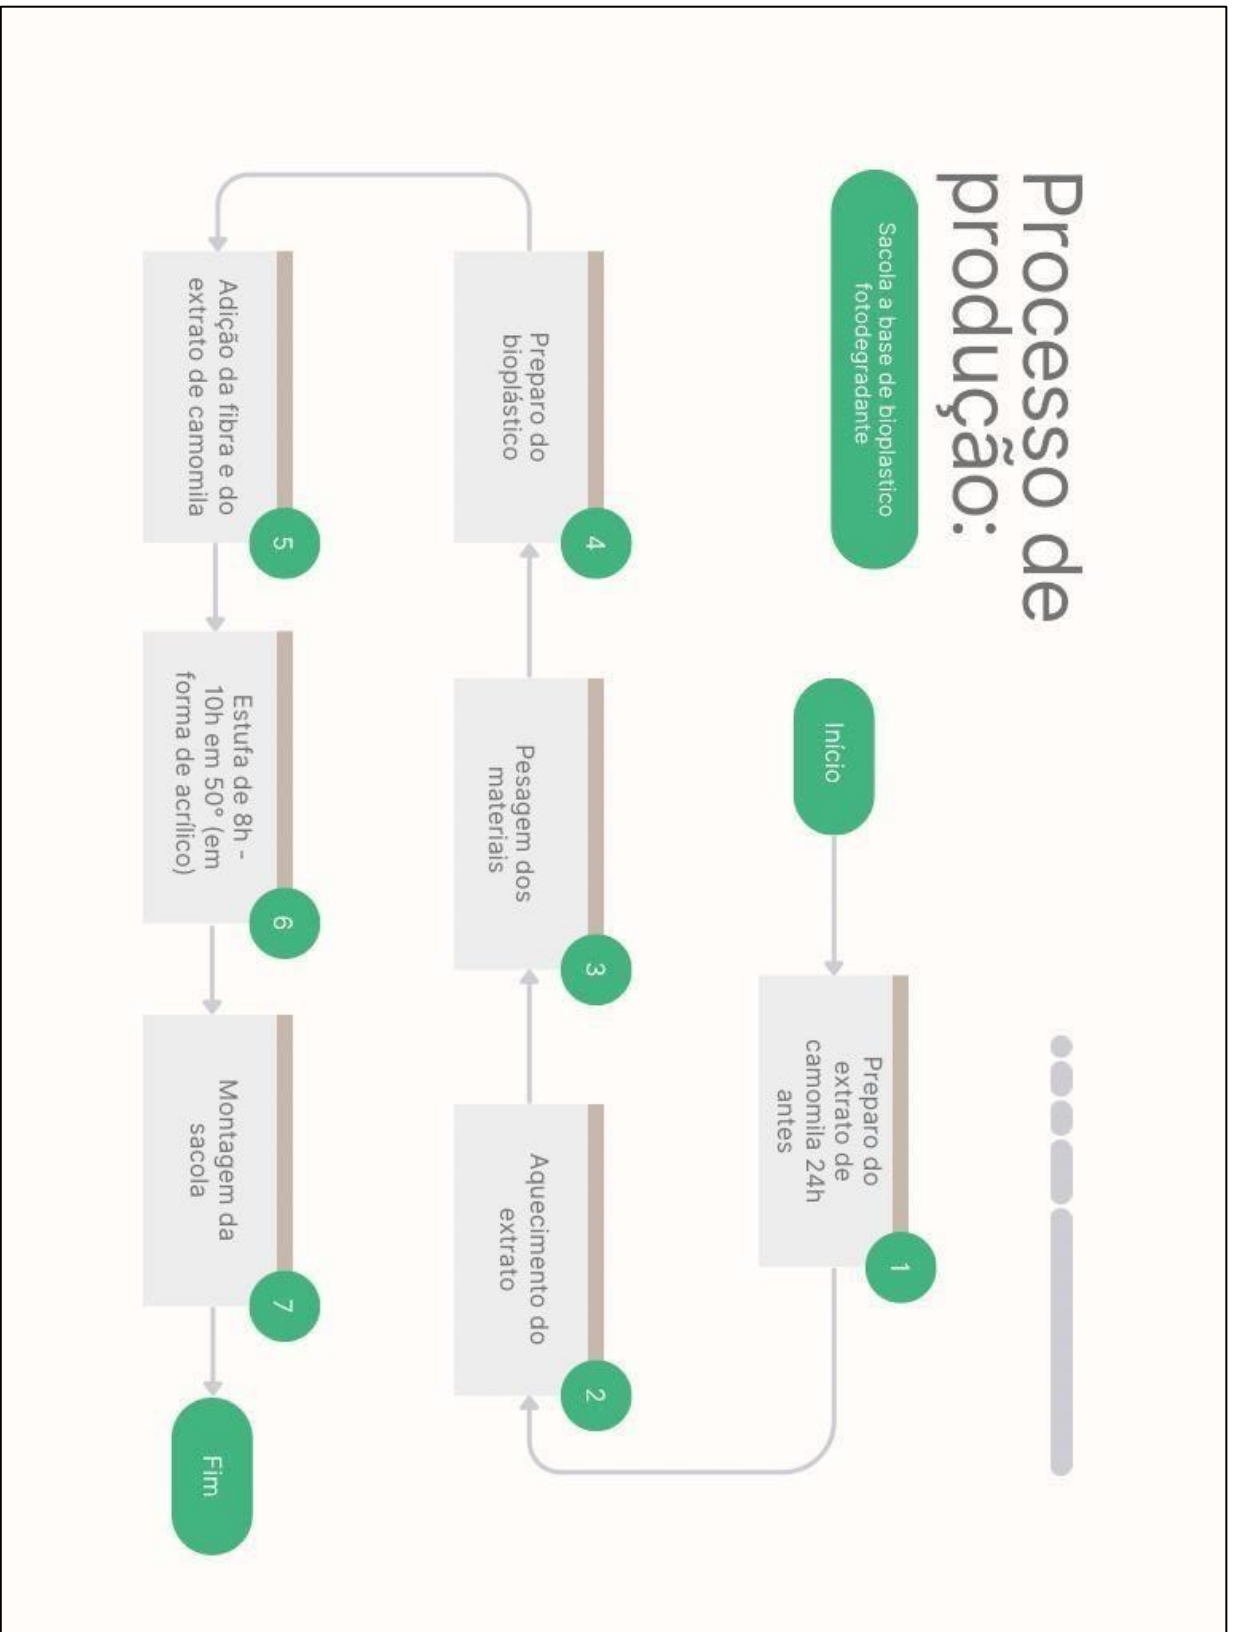 Processo de
produção:
Sacola a base de bioplastico
fotodegradante
Início
Preparo do
extrato de
camomila 24h
antes
1
Aquecimento do
extrato
2
Pesagem dos
materiais
3
Preparo do
bioplástico
4
Adição da fibra e do
extrato de camomila
5
Estufa de 8h -
10h em 50° (em
forma de acrílico)
6
Montagem da
sacola
7
Fim